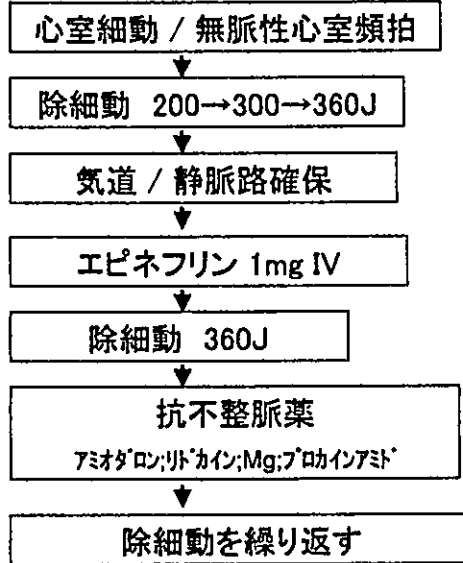 心室細動 / 無脈性心室頻拍
除細動 200→300→360J
気道 / 静脈路確保
エピネフリン 1mg IV
除細動 360J
抗不整脈薬
ｱﾐｵﾀﾞﾛﾝ;ﾘﾄﾞｶｲﾝ;Mg;ﾌﾟﾛｶｲﾝｱﾐﾄﾞ
除細動を繰り返す